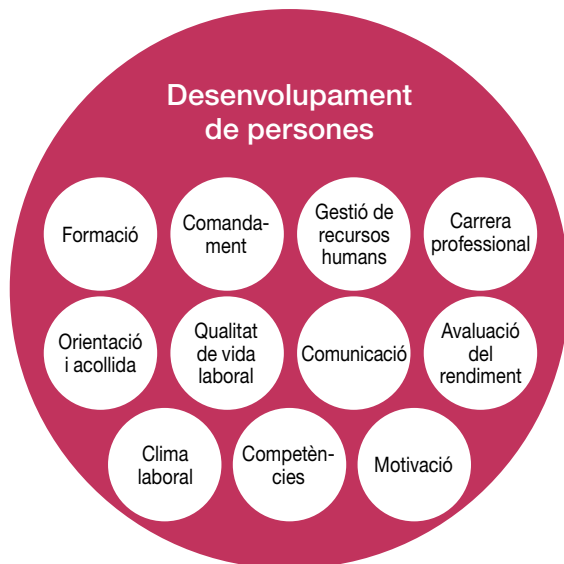 Desenvolupament
de persones
Formació
Comanda-
ment
Gestió de
recursos
humans
Carrera
professional
Orientació
i acollida
Qualitat
de vida
laboral
Comunicació
Avaluació
del
rendiment
Clima
laboral
Competèn-
cies
Motivació